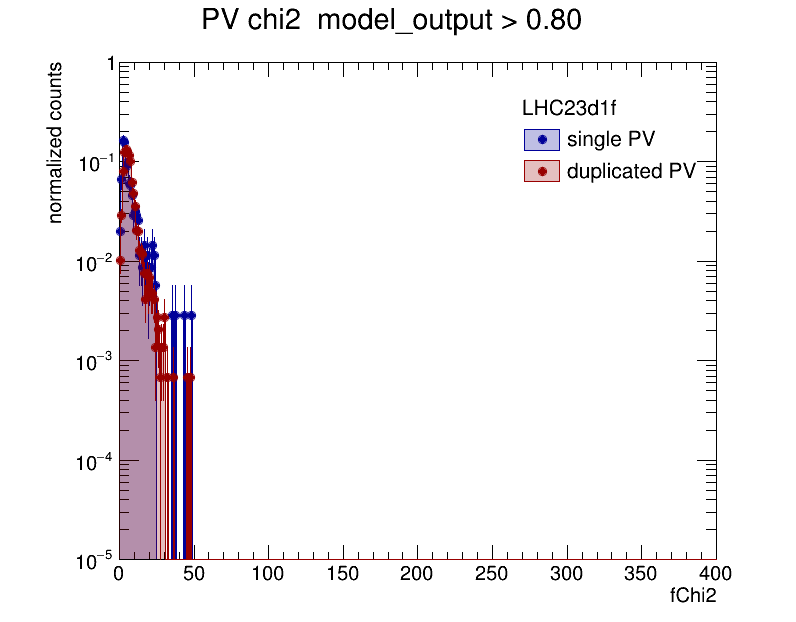 PV chi2 model_output > 0.80
normalized counts
1
10⁻¹
10⁻²
10⁻³
10⁻⁴
10⁻⁵
LHC23d1f
single PV
duplicated PV
0 50 100 150 200 250 300 350 400
fChi2